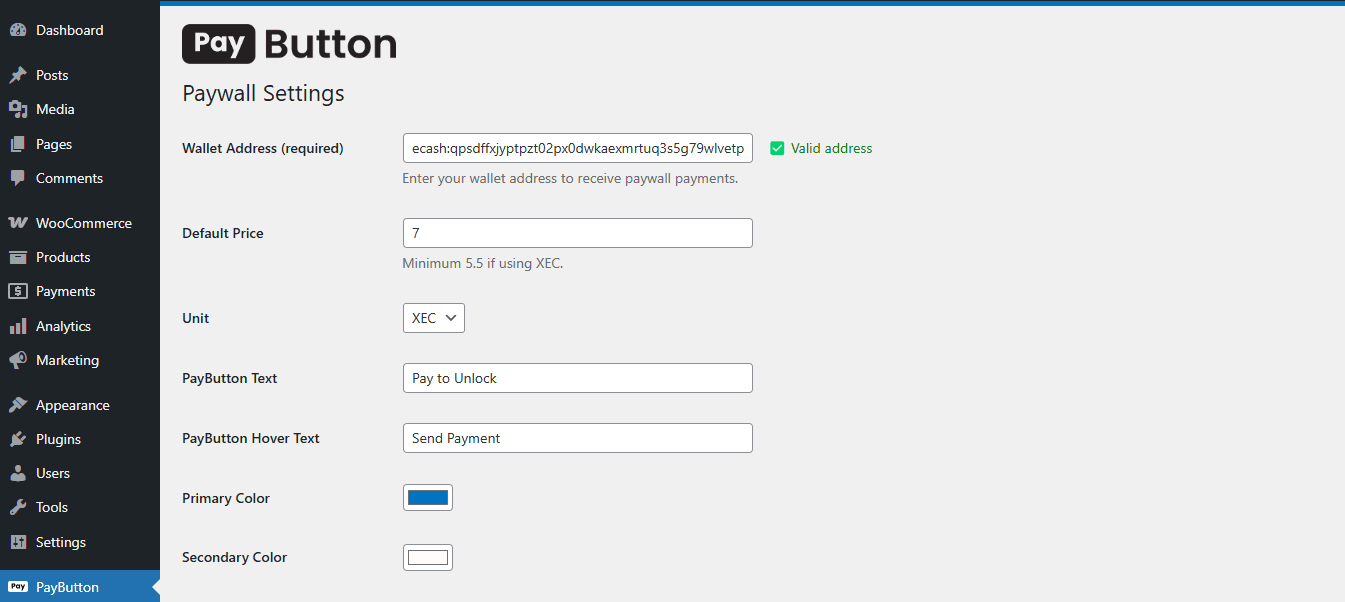 Dashboard
Posts
Media
Pages
Comments
WooCommerce
Products
Payments
Analytics
Marketing
Appearance
Plugins
Users
Tools
Settings
Pay PayButton
Pay Button
Paywall Settings
Wallet Address (required) ecash:qpsdffxjyptpzt02px0dwkaexmrtuq3s5g79wlvetp Valid address
Enter your wallet address to receive paywall payments.
Default Price 7
Minimum 5.5 if using XEC.
Unit XEC
PayButton Text Pay to Unlock
PayButton Hover Text Send Payment
Primary Color
Secondary Color